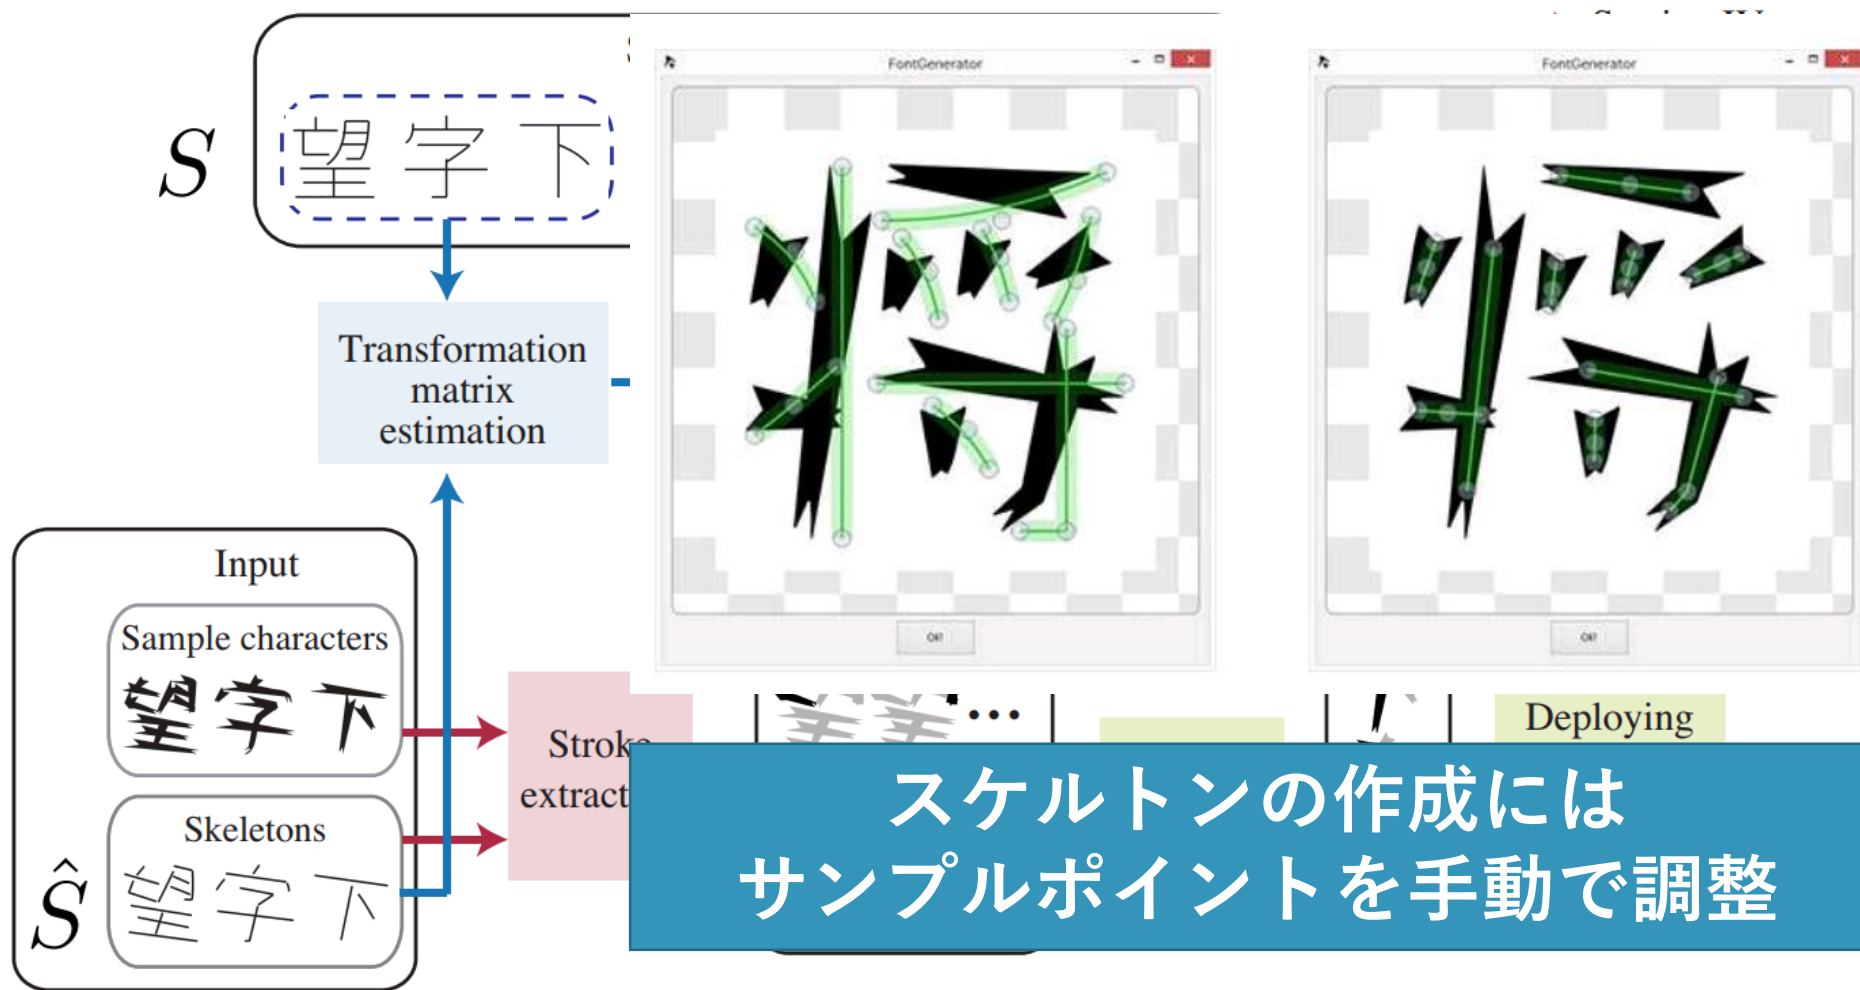 S
望 字 下
Transformation
matrix
estimation
Input
Sample characters
望 字 下
Skeletons
望 字 下
Ŝ
FontGenerator
OK!
FontGenerator
OK!
Deploying
スケルトンの作成には
サンプルポイントを手動で調整